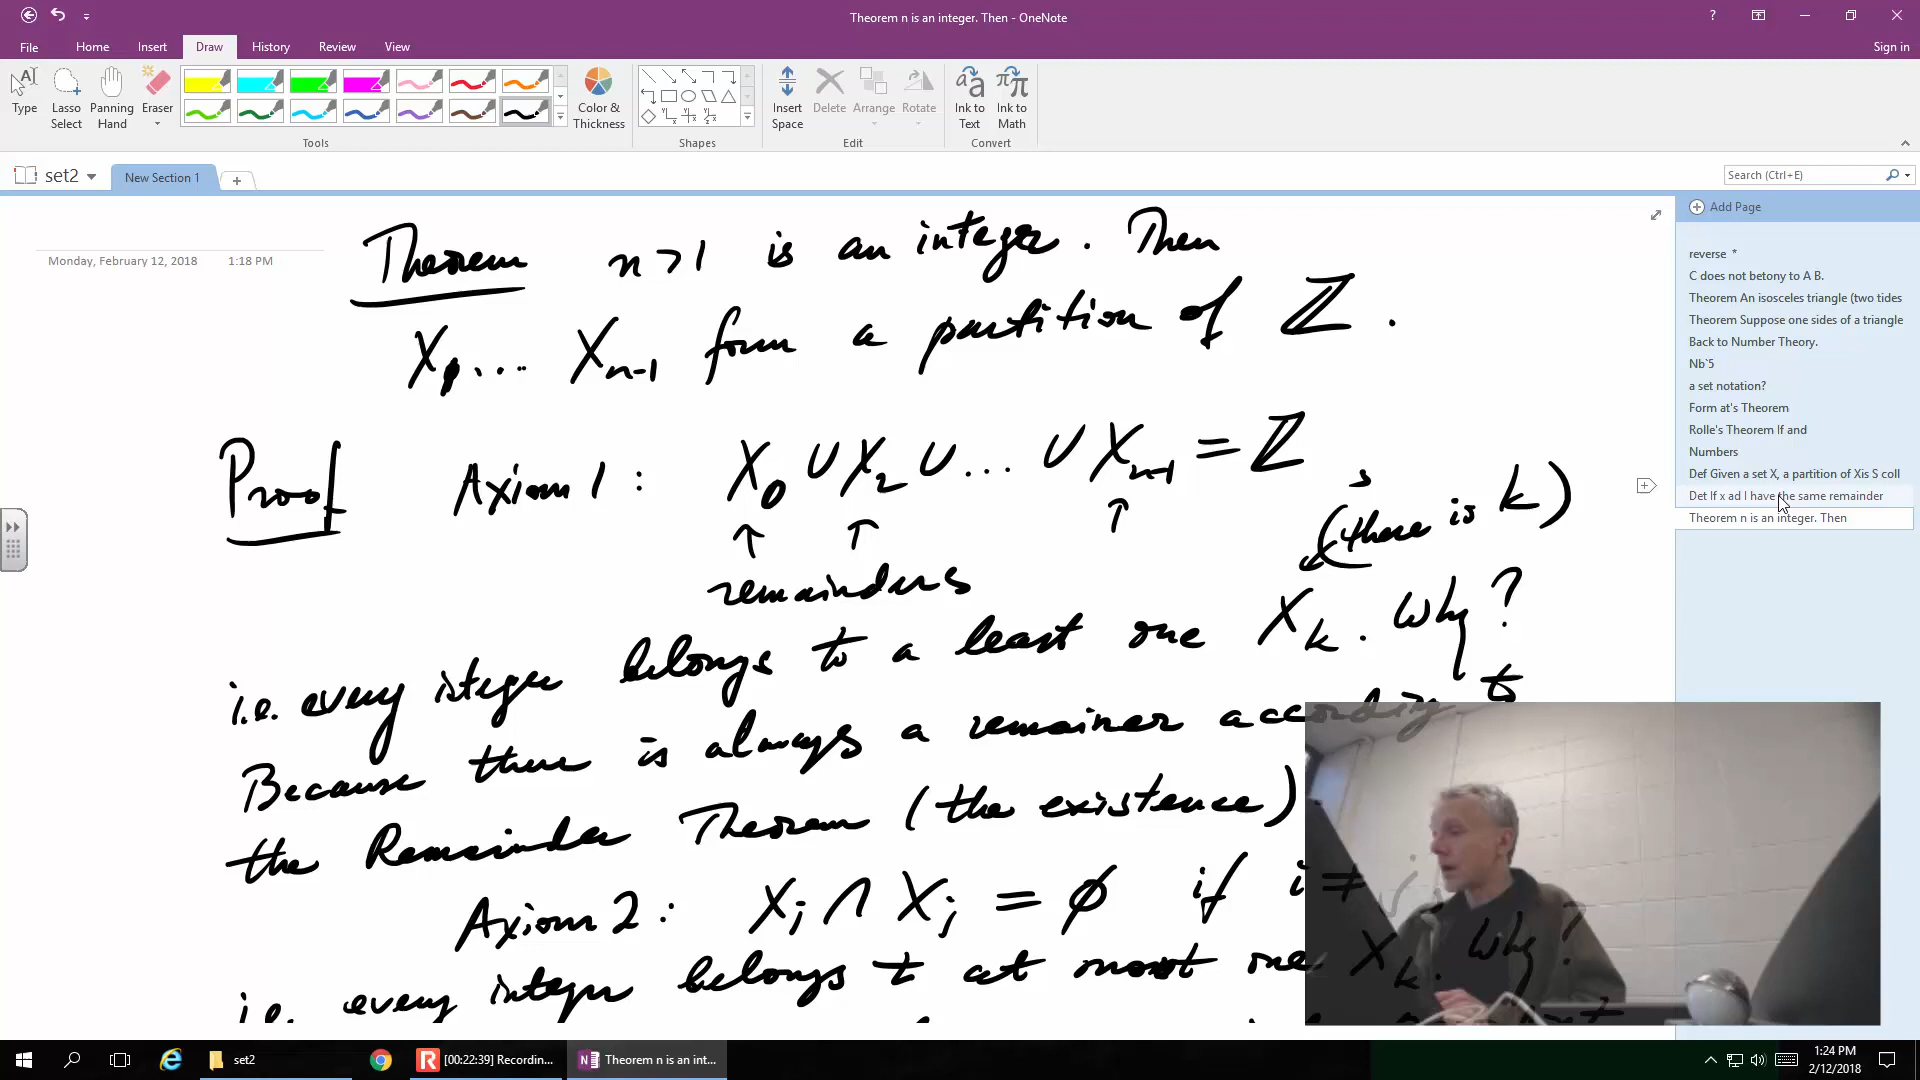 Theorem n is an integer. Then - OneNote
File Home Insert Draw History Review View Sign in
Type Lasso Select Panning Hand Eraser Color & Thickness Insert Space Delete Arrange Rotate Ink to Text Ink to Math
Tools Shapes Edit Convert
set2 New Section 1 Search (Ctrl+E)
Add Page
reverse *
C does not betony to A B.
Theorem An isosceles triangle (two tides
Theorem Suppose one sides of a triangle
Back to Number Theory.
Nb`5
a set notation?
Form at's Theorem
Rolle's Theorem If and
Numbers
Def Given a set X, a partition of Xis S coll
Det If x ad I have the same remainder
Theorem n is an integer. Then
Monday, February 12, 2018 1:18 PM
Theorem n > 1 is an integer. Then
X₀, ... Xₙ₋₁ form a partition of ℤ.
Proof Axiom 1: X₀ ∪ X₂ ∪ ... ∪ Xₙ₋₁ = ℤ
↑ ↑ ↑ (there is k)
remainders
i.e. every integer belongs to a least one Xₖ. Why?
Because there is always a remainer according to
the Remainder Theorem (the existence)
Axiom 2: Xᵢ ∩ Xⱼ = ∅ if i ≠ j
i.e. every integer belongs to at most one Xₖ. Why?
set2 [00:22:39] Recordin... Theorem n is an int... 1:24 PM
2/12/2018